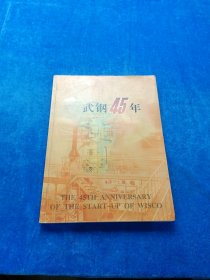 武钢45年
THE 45TH ANNIVERSARY
OF THE START-UP OF WISCO